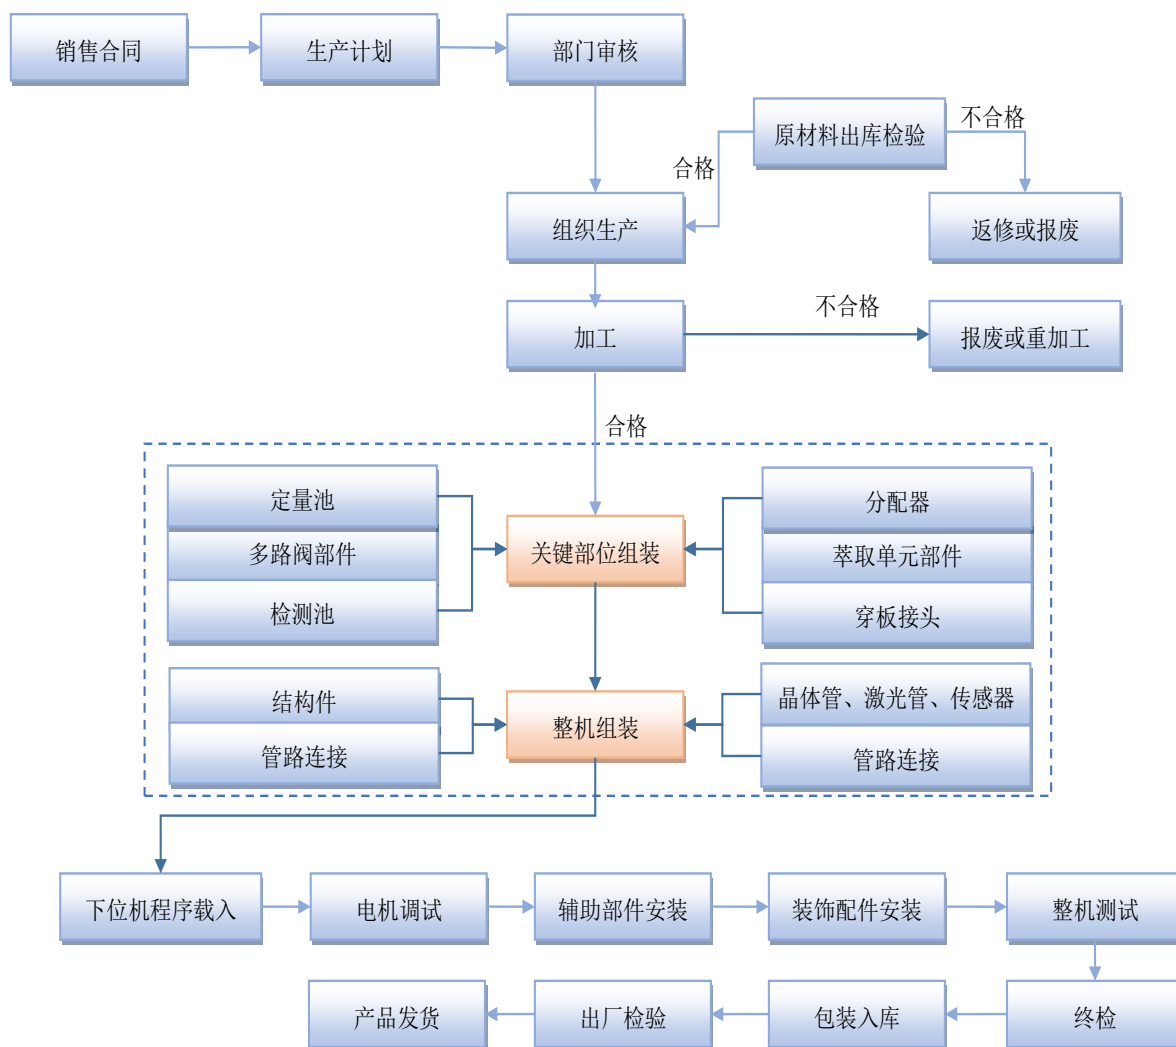 销售合同
生产计划
部门审核
原材料出库检验
不合格
合格
组织生产
返修或报废
加工
不合格
报废或重加工
合格
定量池
多路阀部件
检测池
关键部位组装
分配器
萃取单元部件
穿板接头
结构件
管路连接
整机组装
晶体管、激光管、传感器
管路连接
下位机程序载入
电机调试
辅助部件安装
装饰配件安装
整机测试
产品发货
出厂检验
包装入库
终检